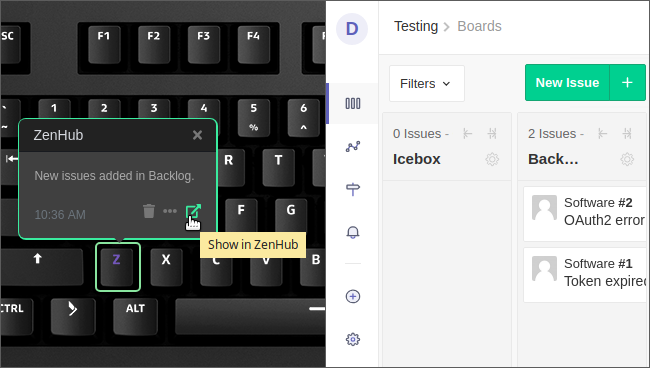 SC
F1
F2
F3
F4
~
1
2
3
4
5
%
6
^
ZenHub
New issues added in Backlog.
10:36 AM
Show in ZenHub
R
T
F
G
Z
X
C
V
B
CTRL
ALT
D
Testing
Boards
Filters
New Issue
+
0 Issues -
Icebox
2 Issues -
Back…
Software #2
OAuth2 error
Software #1
Token expired